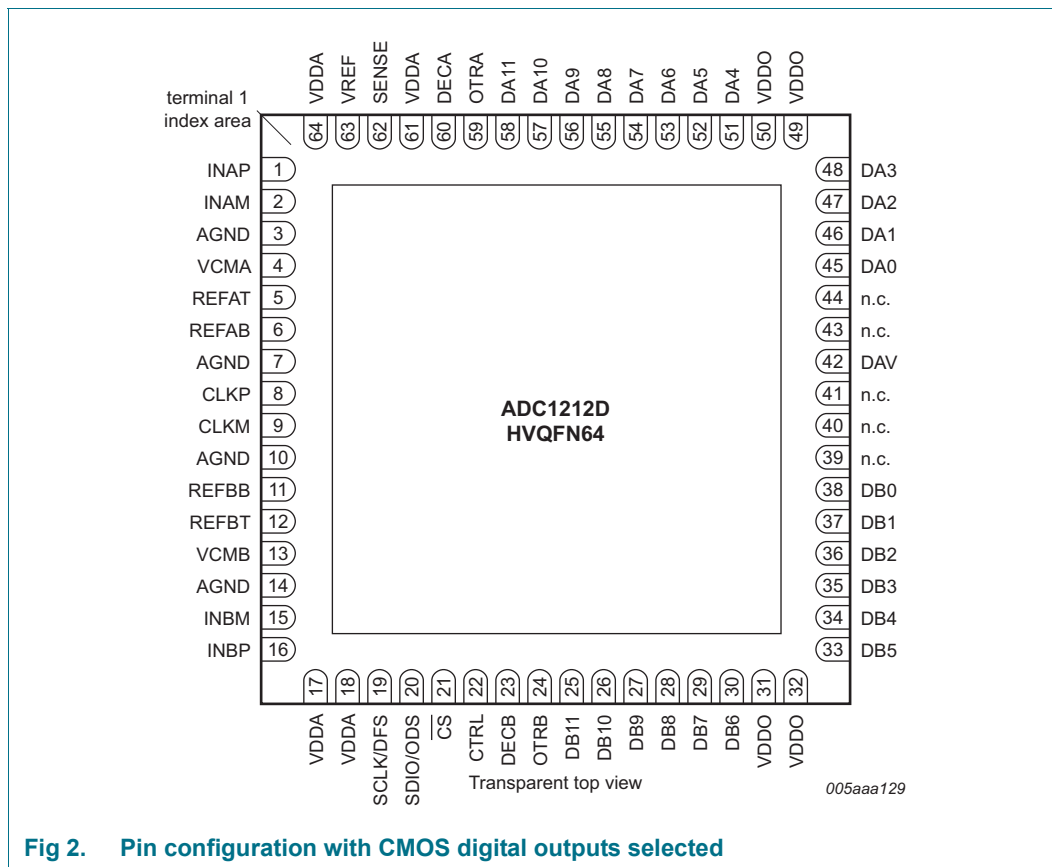 VDDA
VREF
SENSE
VDDA
DECA
OTRA
DA11
DA10
DA9
DA8
DA7
DA6
DA5
DA4
VDDO
VDDO
terminal 1
index area
64
63
62
61
60
59
58
57
56
55
54
53
52
51
50
49
INAP 1
48 DA3
INAM 2
47 DA2
AGND 3
46 DA1
VCMA 4
45 DA0
REFAT 5
44 n.c.
REFAB 6
43 n.c.
AGND 7
42 DAV
CLKP 8
41 n.c.
CLKM 9
40 n.c.
AGND 10
39 n.c.
REFBB 11
38 DB0
REFBT 12
37 DB1
VCMB 13
36 DB2
AGND 14
35 DB3
INBM 15
34 DB4
INBP 16
33 DB5
ADC1212D
HVQFN64
17
18
19
20
21
22
23
24
25
26
27
28
29
30
31
32
VDDA
VDDA
SCLK/DFS
SDIO/ODS
CS
CTRL
DECB
OTRB
DB11
DB10
DB9
DB8
DB7
DB6
VDDO
VDDO
Transparent top view
005aaa129
Fig 2. Pin configuration with CMOS digital outputs selected